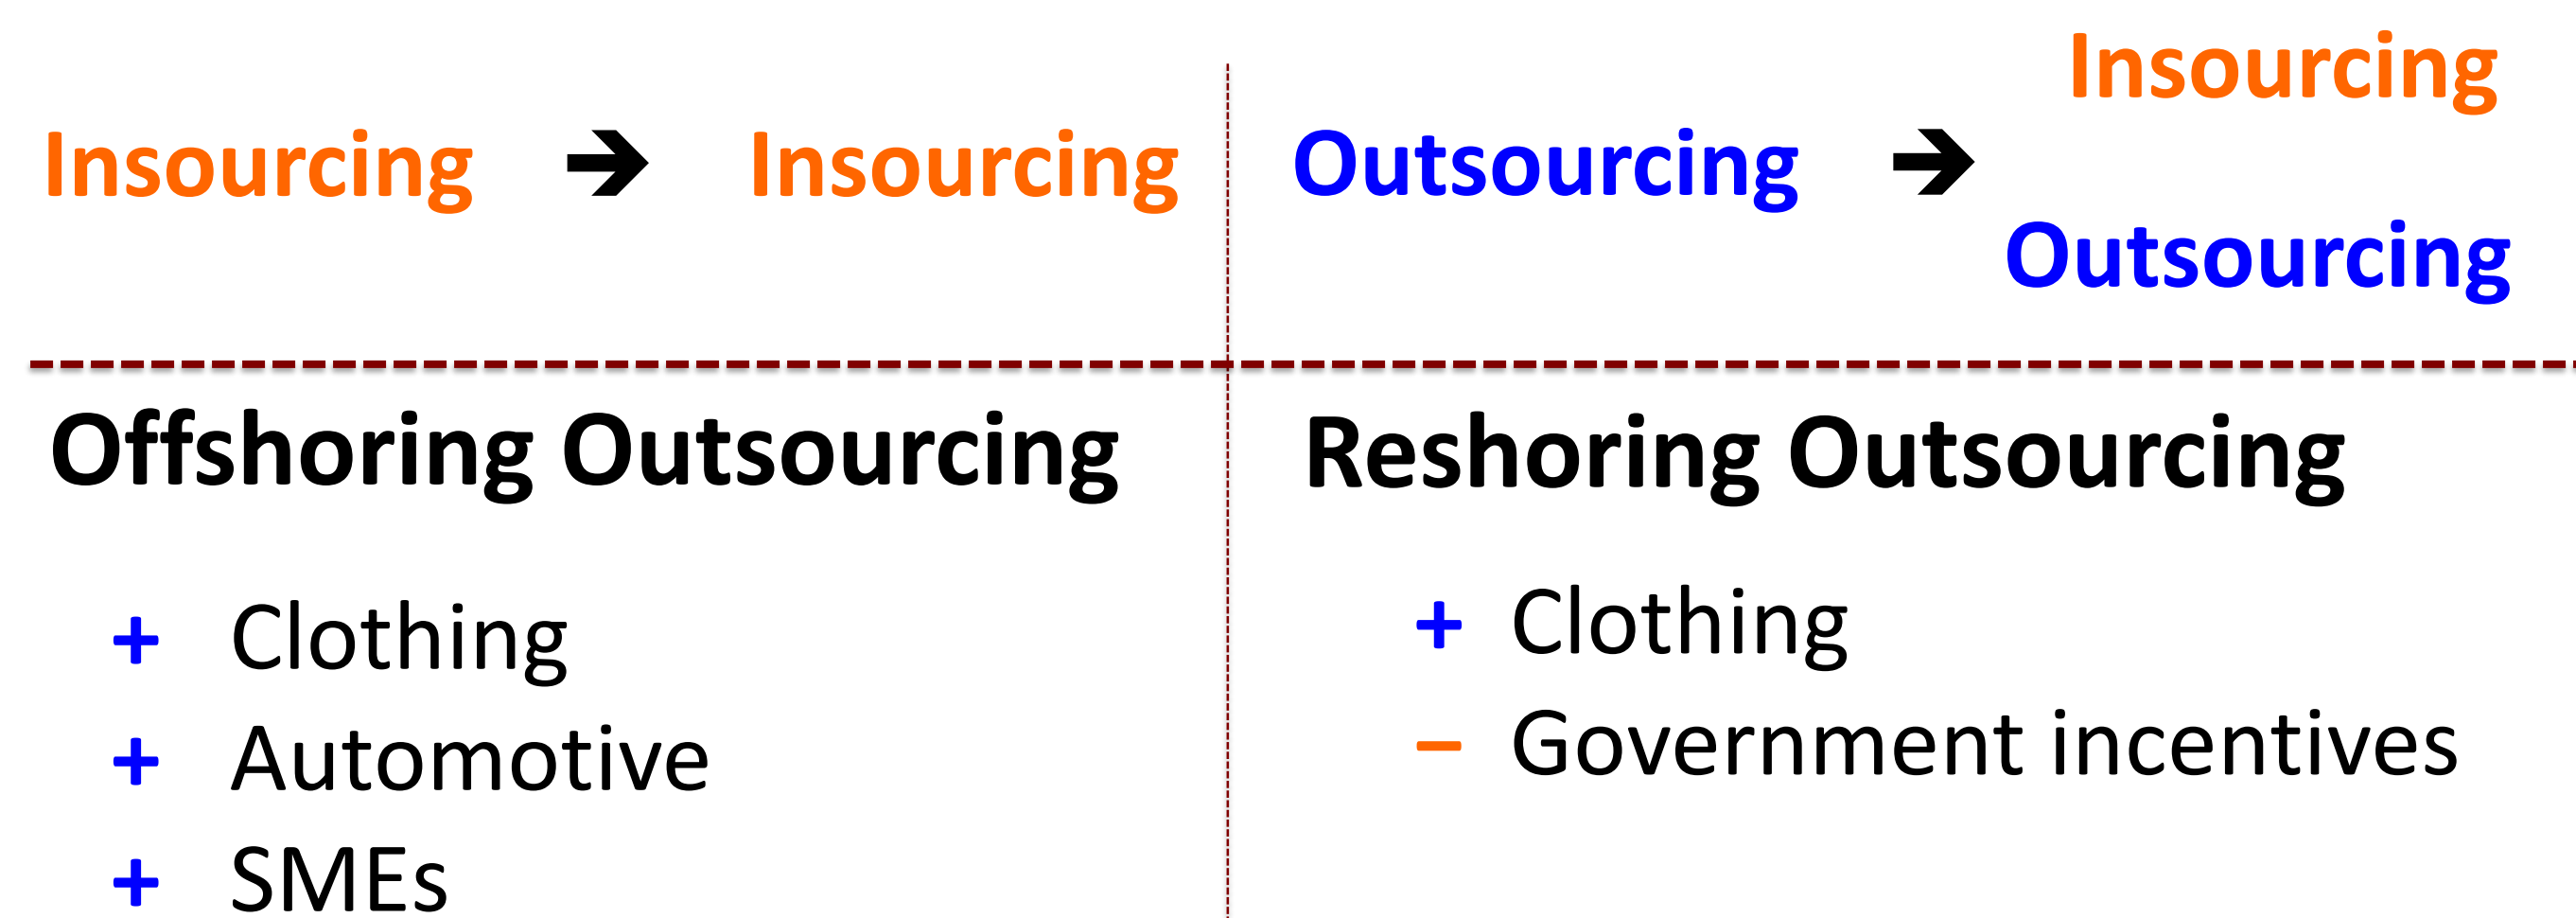 Insourcing ➔ Insourcing
Outsourcing ➔ Insourcing
Outsourcing
Offshoring Outsourcing
+ Clothing
+ Automotive
+ SMEs
Reshoring Outsourcing
+ Clothing
− Government incentives